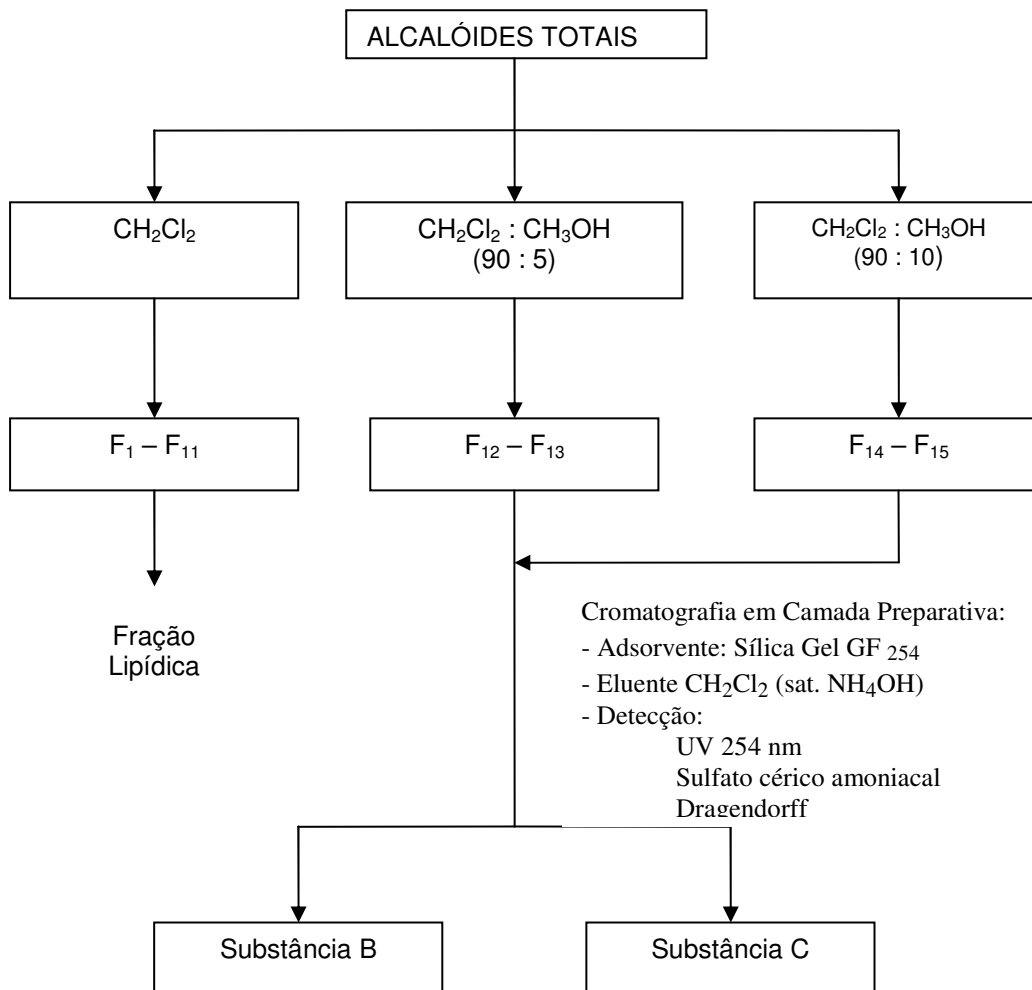 ALCALÓIDES TOTAIS
CH₂Cl₂
CH₂Cl₂ : CH₃OH
(90 : 5)
CH₂Cl₂ : CH₃OH
(90 : 10)
F₁ – F₁₁
F₁₂ – F₁₃
F₁₄ – F₁₅
Fração
Lipídica
Cromatografia em Camada Preparativa:
- Adsorvente: Sílica Gel GF ₂₅₄
- Eluente CH₂Cl₂ (sat. NH₄OH)
- Detecção:
UV 254 nm
Sulfato cérico amoniacal
Dragendorff
Substância B
Substância C